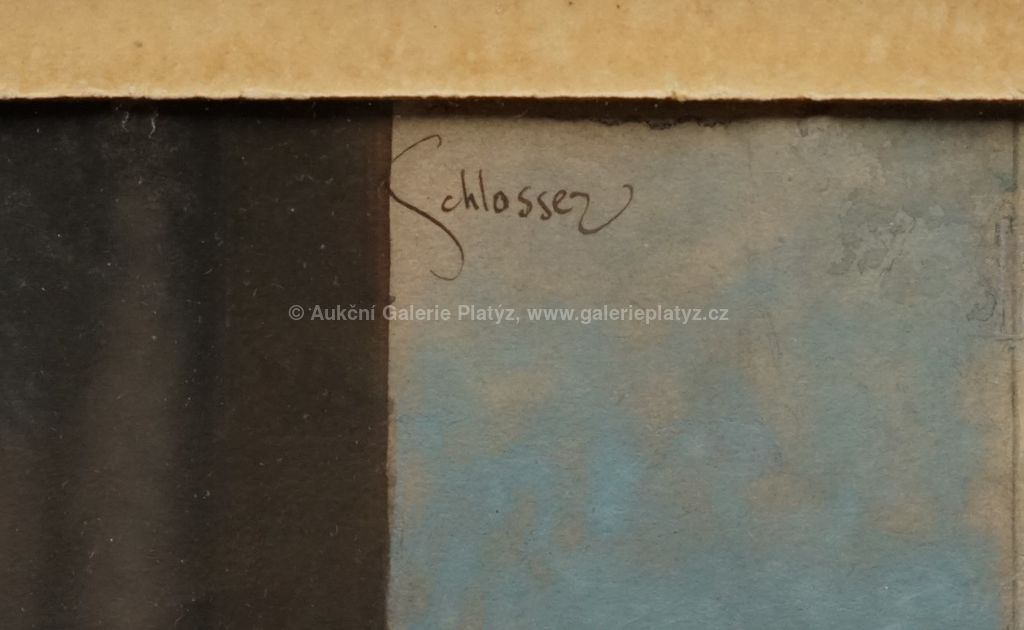 Schlosser
© Aukční Galerie Platýz, www.galerieplatyz.cz